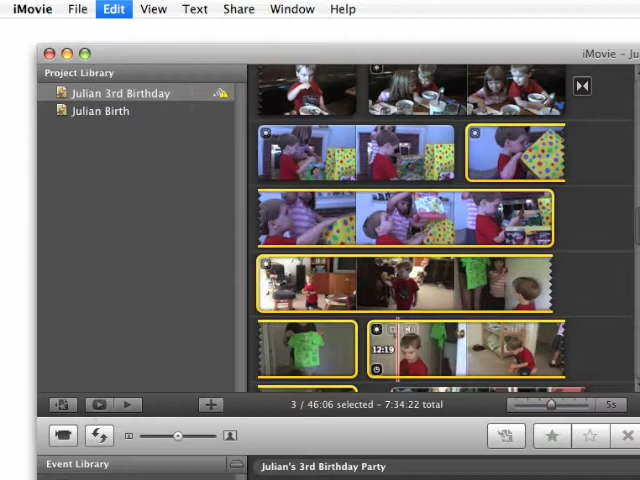 iMovie File Edit View Text Share Window Help
iMovie - Ju
Project Library
Julian 3rd Birthday
Julian Birth
12:19
3 / 46:06 selected - 7:34:22 total
5s
Event Library
Julian's 3rd Birthday Party